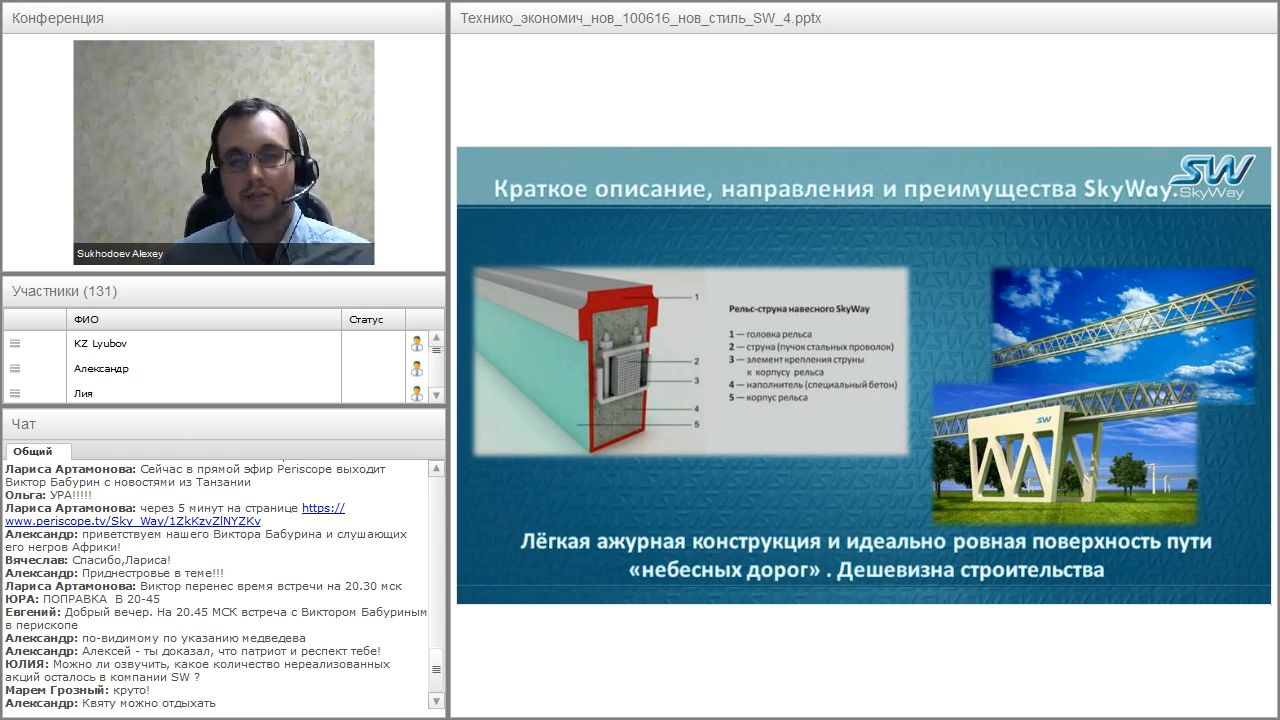 Конференция
Sukhodoev Alexey
Участники (131)
ФИО
Статус
KZ Lyubov
Александр
Лия
Чат
Общий
Лариса Артамонова: Сейчас в прямой эфир Periscope выходит
Виктор Бабурин с новостями из Танзании
Ольга: УРА!!!!!
Лариса Артамонова: через 5 минут на странице https://
www.periscope.tv/Sky_Way/1ZkKzvZlNYZKv
Александр: приветствуем нашего Виктора Бабурина и слушающих
его негров Африки!
Вячеслав: Спасибо,Лариса!
Александр: Приднестровье в теме!!!
Лариса Артамонова: Виктор перенес время встречи на 20.30 мск
ЮРА: ПОПРАВКА  В 20-45
Евгений: Добрый вечер. На 20.45 МСК встреча с Виктором Бабуриным
в перископе
Александр: по-видимому по указанию медведева
Александр: Алексей - ты доказал, что патриот и респект тебе!
ЮЛИЯ: Можно ли озвучить, какое количество нереализованных
акций осталось в компании SW ?
Марем Грозный: круто!
Александр: Квяту можно отдыхать
Технико_экономич_нов_100616_нов_стиль_SW_4.pptx
SW
SkyWay
Краткое описание, направления и преимущества SkyWay.
1
2
3
4
5
Рельс-струна навесного SkyWay
1 — головка рельса
2 — струна (пучок стальных проволок)
3 — элемент крепления струны
к корпусу рельса
4 — наполнитель (специальный бетон)
5 — корпус рельса
SW
Лёгкая ажурная конструкция и идеально ровная поверхность пути
«небесных дорог» . Дешевизна строительства